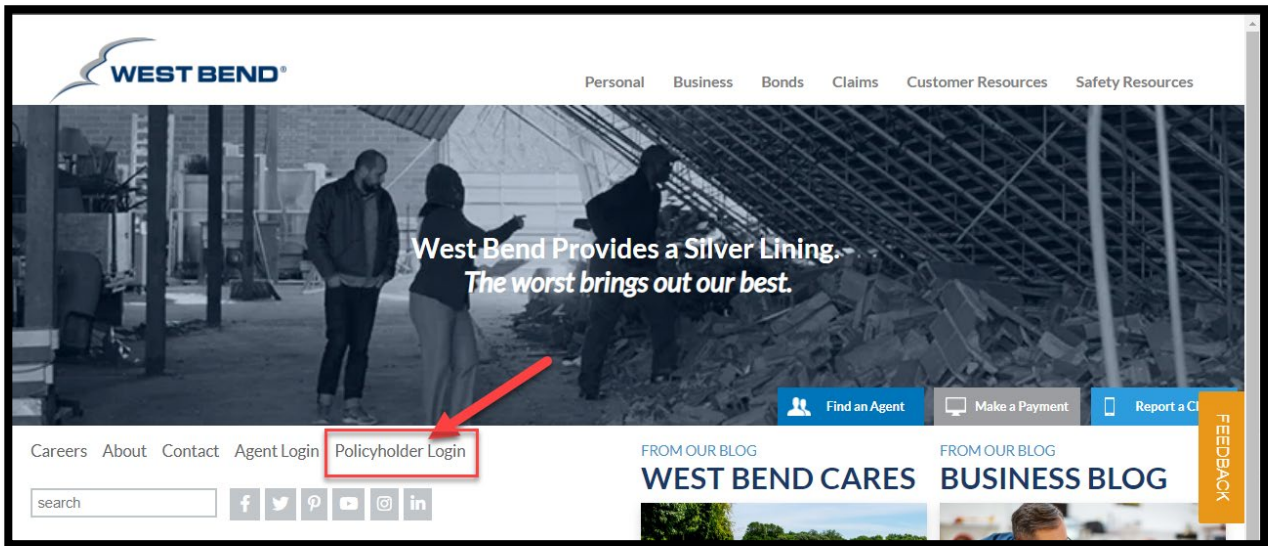 WEST BEND®
Personal Business Bonds Claims Customer Resources Safety Resources
West Bend Provides a Silver Lining.
The worst brings out our best.
Find an Agent Make a Payment Report a Cl
FEEDBACK
Careers About Contact Agent Login Policyholder Login
search
FROM OUR BLOG
WEST BEND CARES
FROM OUR BLOG
BUSINESS BLOG